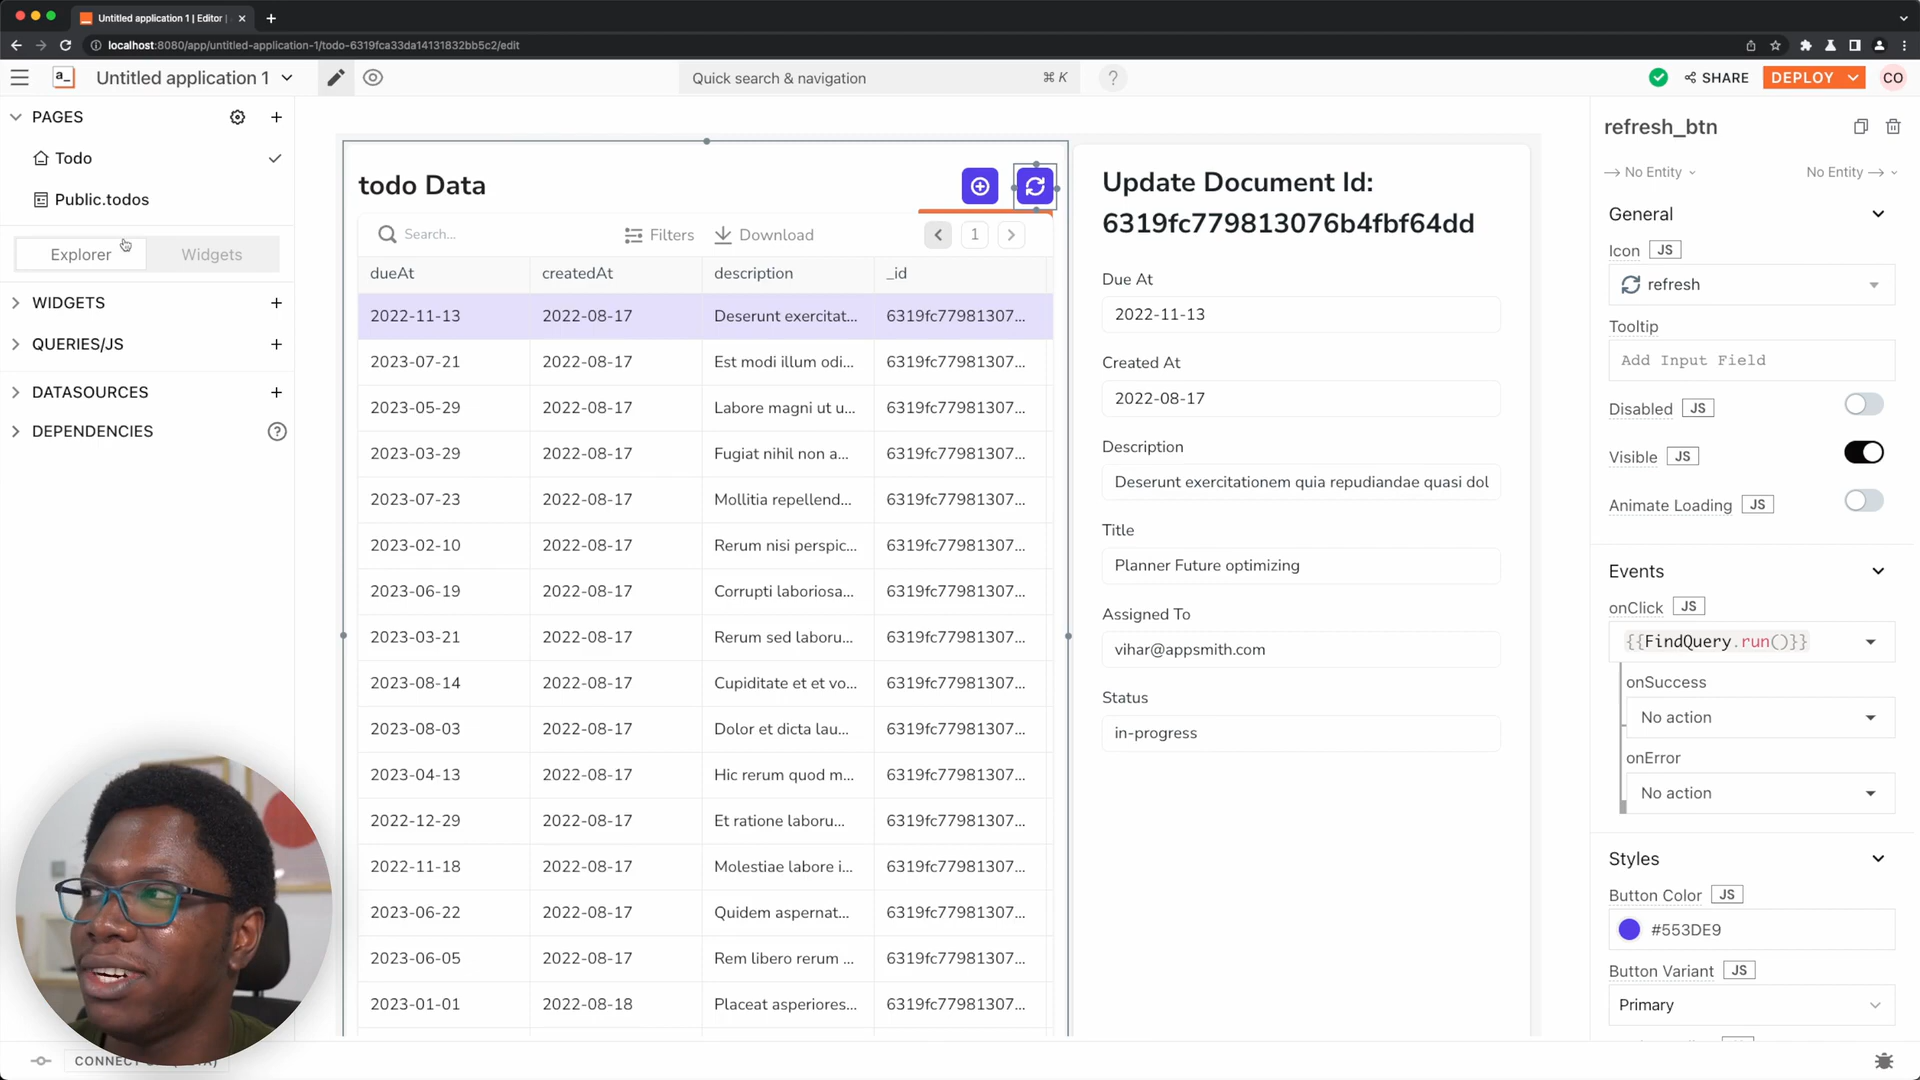 Untitled application 1 | Editor |
localhost:8080/app/untitled-application-1/todo-6319fca33da14131832bb5c2/edit
a_ Untitled application 1
Quick search & navigation ⌘ K ?
SHARE DEPLOY CO
PAGES
Todo
Public.todos
Explorer Widgets
WIDGETS
QUERIES/JS
DATASOURCES
DEPENDENCIES ?
CONNECT
todo Data
Search... Filters Download 1
dueAt createdAt description _id
2022-11-13 2022-08-17 Deserunt exercitat... 6319fc77981307...
2023-07-21 2022-08-17 Est modi illum odi... 6319fc77981307...
2023-05-29 2022-08-17 Labore magni ut u... 6319fc77981307...
2023-03-29 2022-08-17 Fugiat nihil non a... 6319fc77981307...
2023-07-23 2022-08-17 Mollitia repellend... 6319fc77981307...
2023-02-10 2022-08-17 Rerum nisi perspic... 6319fc77981307...
2023-06-19 2022-08-17 Corrupti laboriosa... 6319fc77981307...
2023-03-21 2022-08-17 Rerum sed laboru... 6319fc77981307...
2023-08-14 2022-08-17 Cupiditate et et vo... 6319fc77981307...
2023-08-03 2022-08-17 Dolor et dicta lau... 6319fc77981307...
2023-04-13 2022-08-17 Hic rerum quod m... 6319fc77981307...
2022-12-29 2022-08-17 Et ratione laboru... 6319fc77981307...
2022-11-18 2022-08-17 Molestiae labore i... 6319fc77981307...
2023-06-22 2022-08-17 Quidem aspernat... 6319fc77981307...
2023-06-05 2022-08-17 Rem libero rerum ... 6319fc77981307...
2023-01-01 2022-08-18 Placeat asperiores... 6319fc77981307...
Update Document Id:
6319fc779813076b4fbf64dd
Due At
2022-11-13
Created At
2022-08-17
Description
Deserunt exercitationem quia repudiandae quasi dol
Title
Planner Future optimizing
Assigned To
vihar@appsmith.com
Status
in-progress
refresh_btn
No Entity No Entity
General
Icon JS
refresh
Tooltip
Add Input Field
Disabled JS
Visible JS
Animate Loading JS
Events
onClick JS
{{FindQuery.run()}}
onSuccess
No action
onError
No action
Styles
Button Color JS
#553DE9
Button Variant JS
Primary